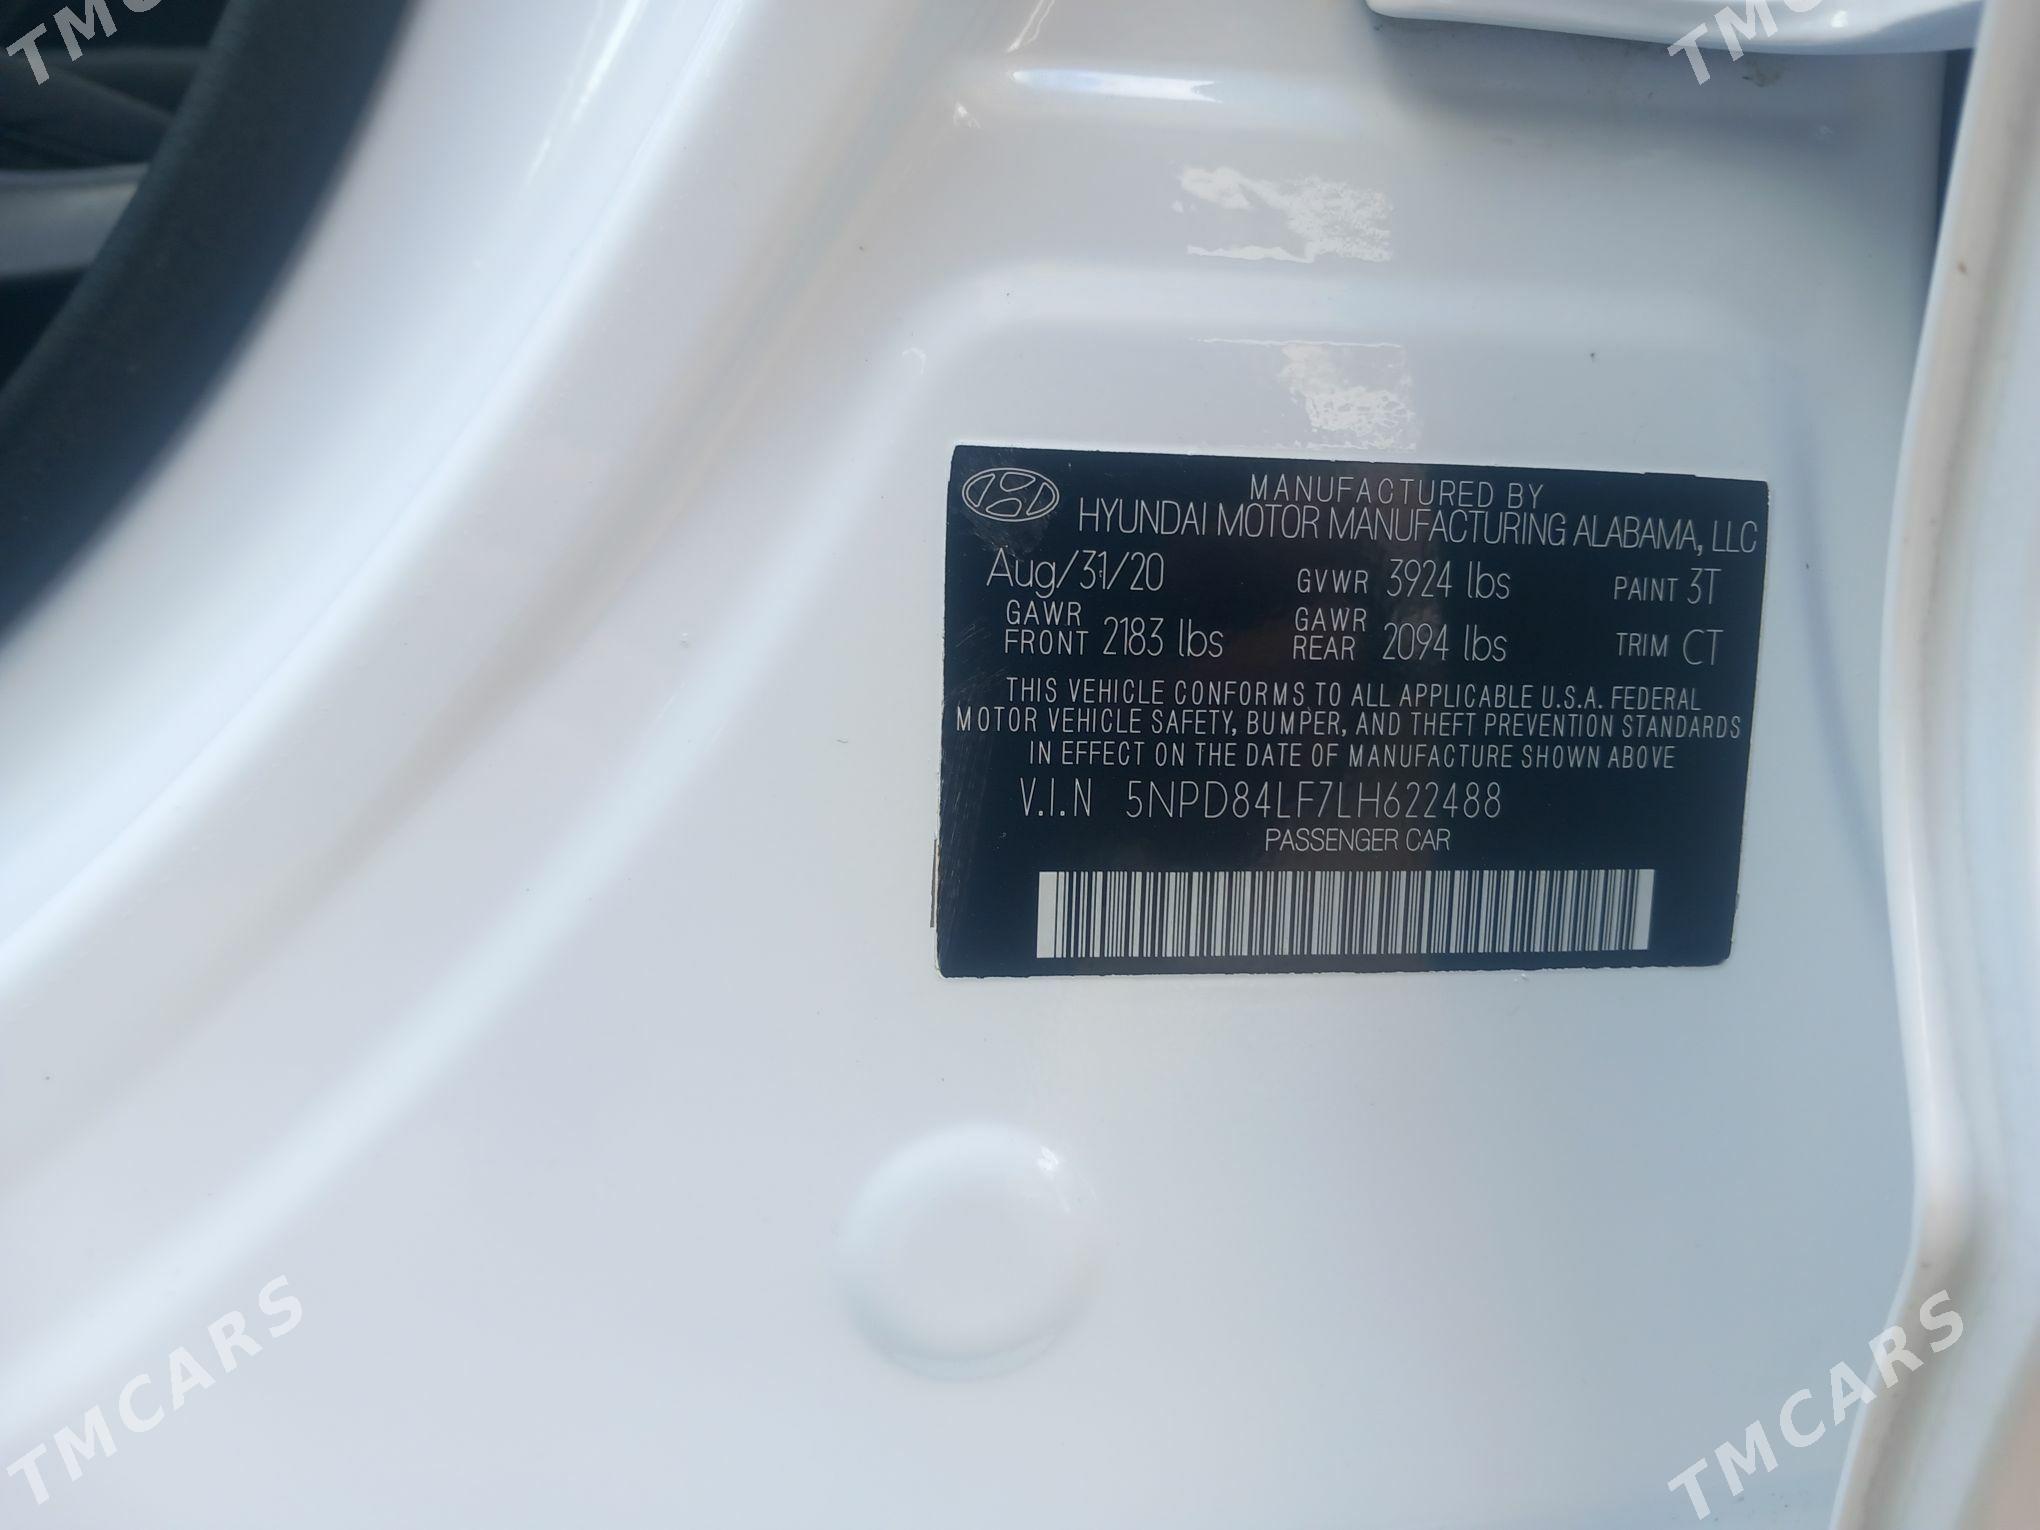 TMC
TMC
MANUFACTURED BY
HYUNDAI MOTOR MANUFACTURING ALABAMA, LLC
Aug/31/20 GVWR 3924 lbs PAINT 3T
GAWR FRONT 2183 lbs GAWR REAR 2094 lbs TRIM CT
THIS VEHICLE CONFORMS TO ALL APPLICABLE U.S.A. FEDERAL
MOTOR VEHICLE SAFETY, BUMPER, AND THEFT PREVENTION STANDARDS
IN EFFECT ON THE DATE OF MANUFACTURE SHOWN ABOVE
V.I.N 5NPD84LF7LH622488
PASSENGER CAR
TMCARS
TMCARS